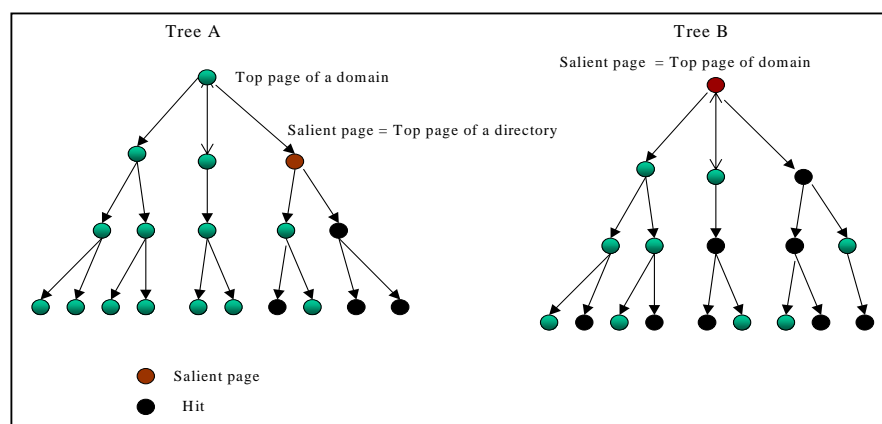 Tree A
Top page of a domain
Salient page = Top page of a directory
Tree B
Salient page = Top page of domain
Salient page
Hit